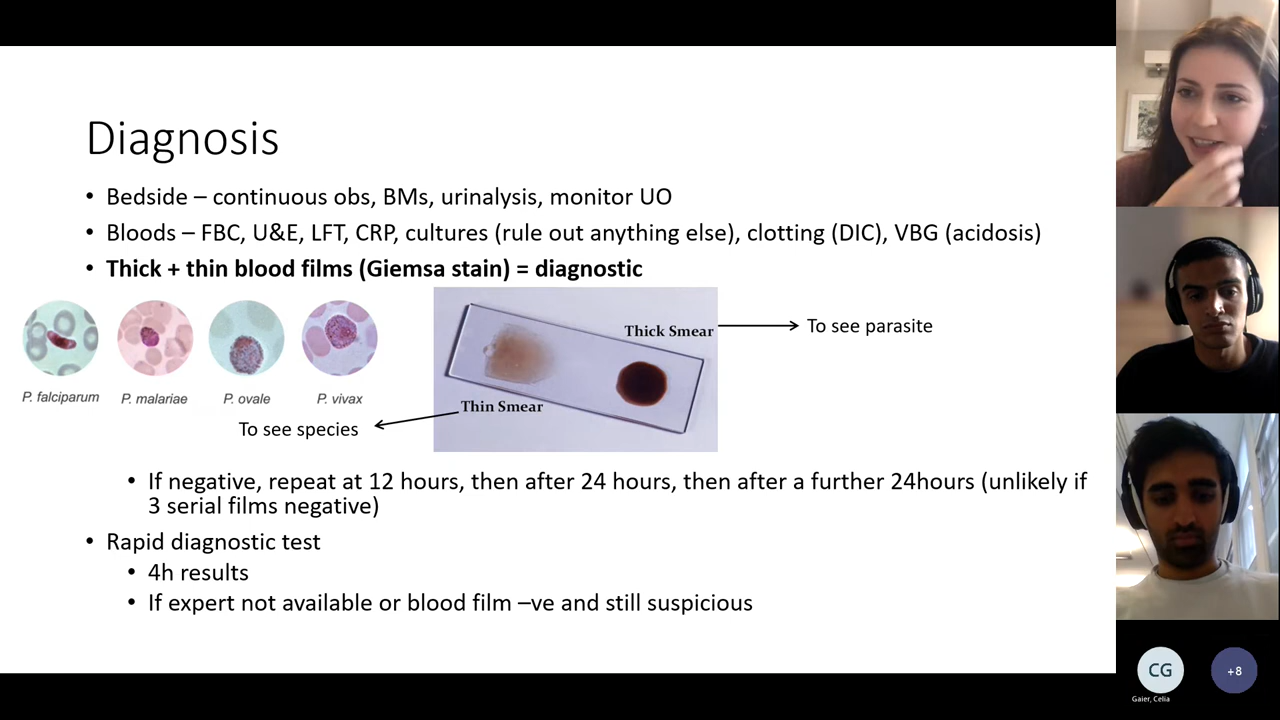 Diagnosis
• Bedside – continuous obs, BMs, urinalysis, monitor UO
• Bloods – FBC, U&E, LFT, CRP, cultures (rule out anything else), clotting (DIC), VBG (acidosis)
• Thick + thin blood films (Giemsa stain) = diagnostic
Thick Smear
To see parasite
P. falciparum
P. malariae
P. ovale
P. vivax
Thin Smear
To see species
• If negative, repeat at 12 hours, then after 24 hours, then after a further 24hours (unlikely if
3 serial films negative)
• Rapid diagnostic test
• 4h results
• If expert not available or blood film –ve and still suspicious
CG
+8
Gaier, Celia